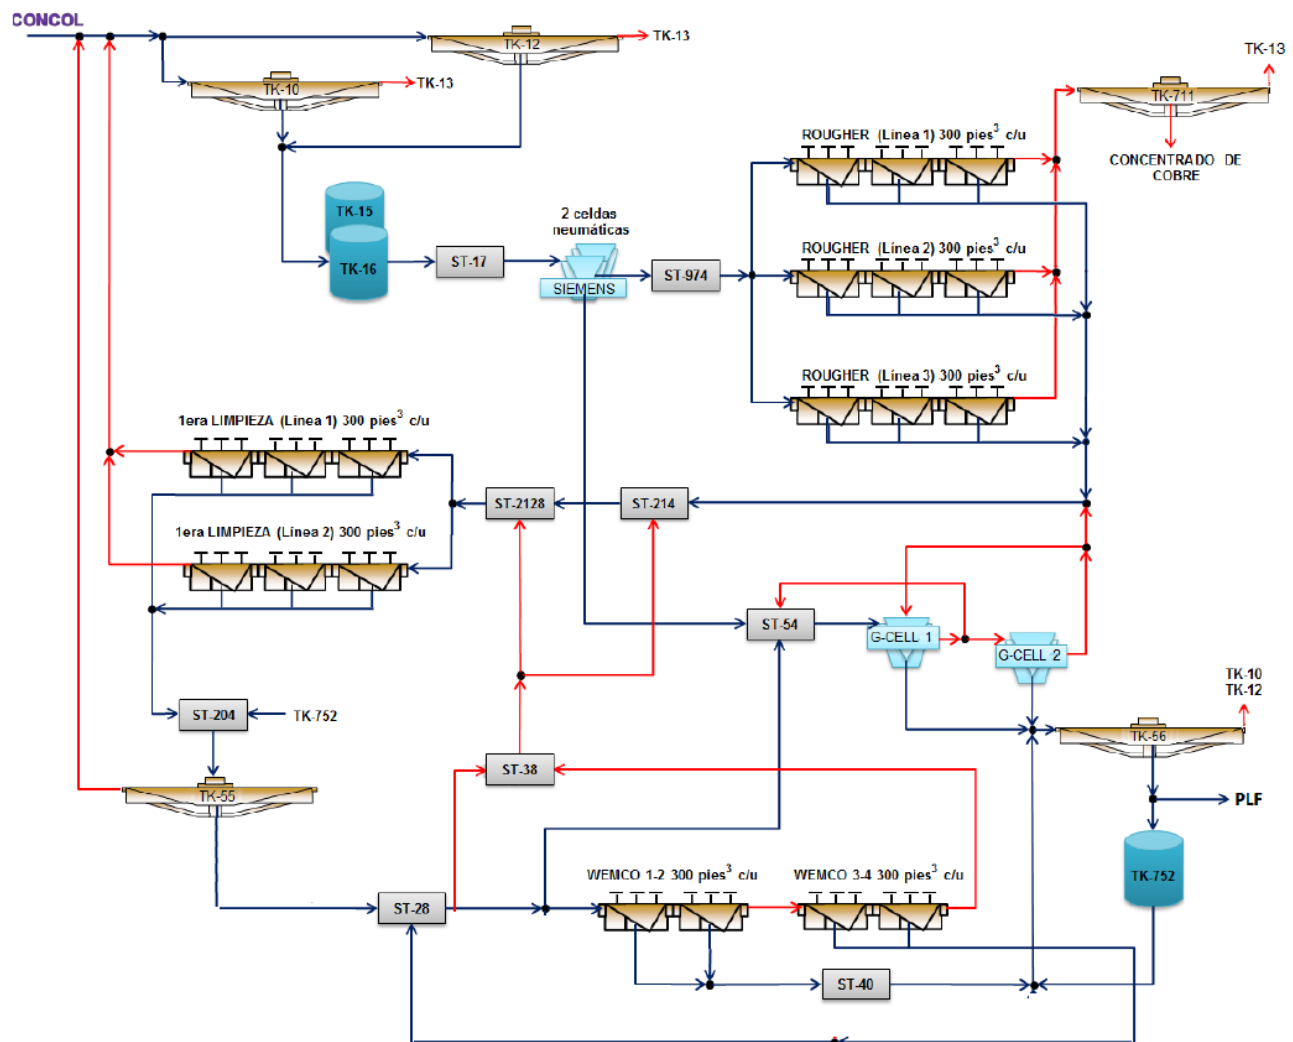 CONCOL
TK-12
TK-13
TK-10
TK-13
TK-13
TK-711
CONCENTRADO DE
COBRE
ROUGHER (Línea 1) 300 pies³ c/u
TK-15
TK-16
ST-17
2 celdas
neumáticas
SIEMENS
ST-974
ROUGHER (Línea 2) 300 pies³ c/u
ROUGHER (Línea 3) 300 pies³ c/u
1era LIMPIEZA (Línea 1) 300 pies³ c/u
ST-2128
ST-214
1era LIMPIEZA (Línea 2) 300 pies³ c/u
ST-54
G-CELL 1
G-CELL 2
TK-10
TK-12
ST-204
TK-752
TK-56
ST-38
TK-55
PLF
WEMCO 1-2 300 pies³ c/u
WEMCO 3-4 300 pies³ c/u
TK-752
ST-28
ST-40